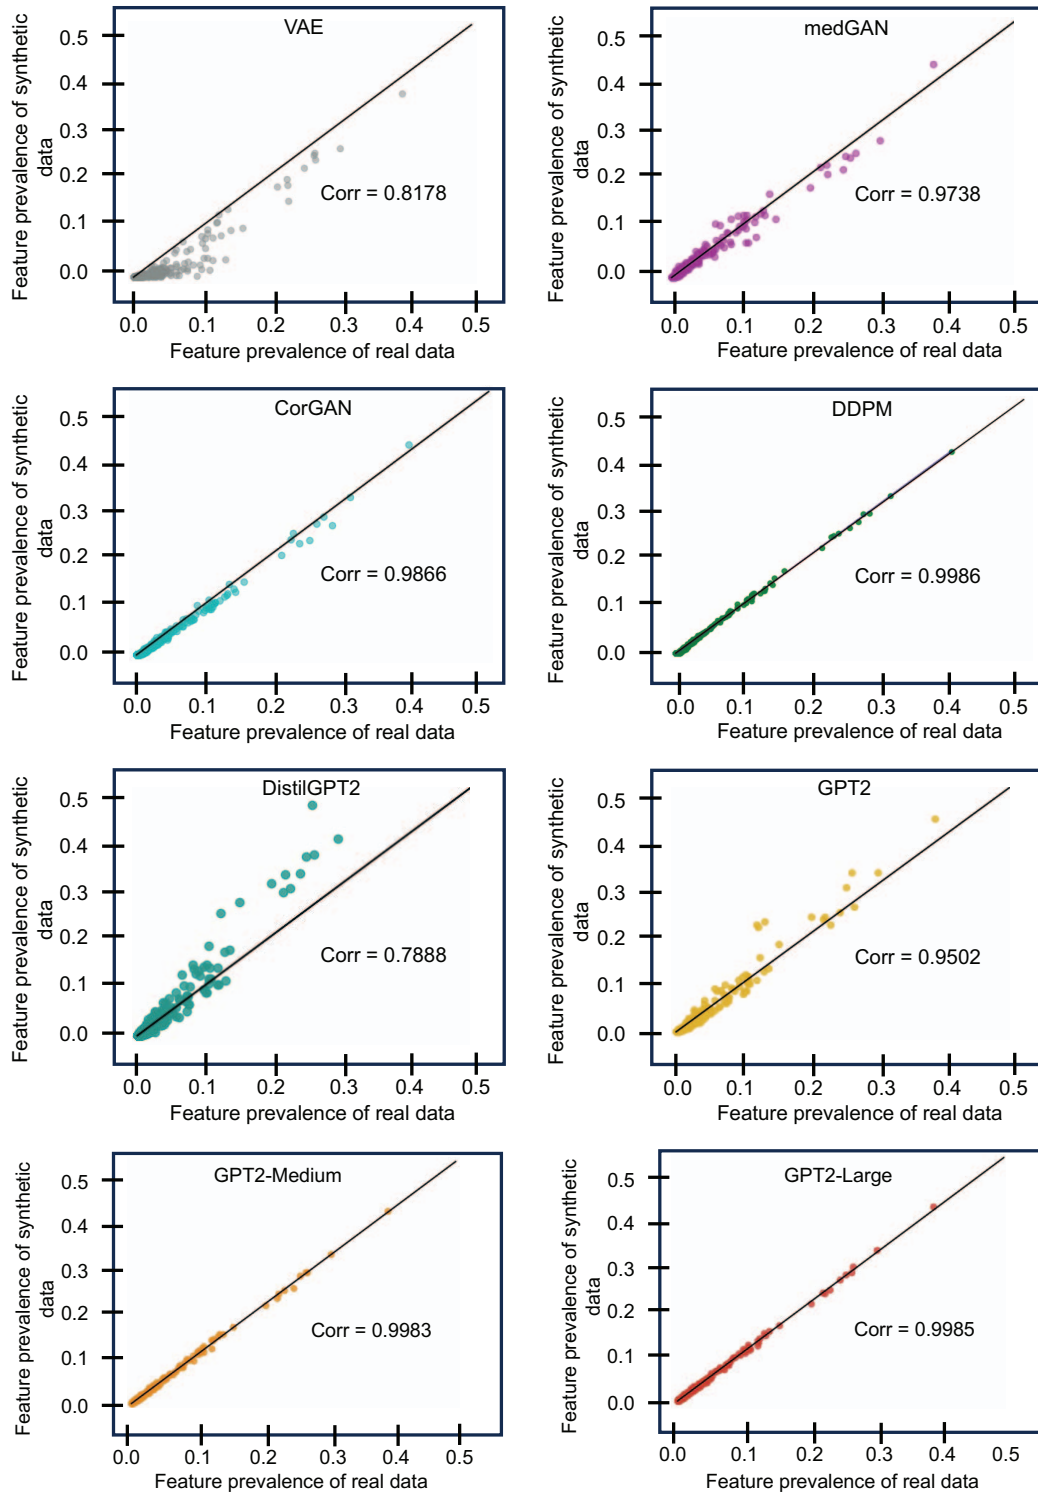 VAE
Feature prevalence of synthetic
data
0.5
0.4
0.3
0.2
0.1
0.0
Corr = 0.8178
0.0 0.1 0.2 0.3 0.4 0.5
Feature prevalence of real data
medGAN
Feature prevalence of synthetic
data
0.5
0.4
0.3
0.2
0.1
0.0
Corr = 0.9738
0.0 0.1 0.2 0.3 0.4 0.5
Feature prevalence of real data
CorGAN
Feature prevalence of synthetic
data
0.5
0.4
0.3
0.2
0.1
0.0
Corr = 0.9866
0.0 0.1 0.2 0.3 0.4 0.5
Feature prevalence of real data
DDPM
Feature prevalence of synthetic
data
0.5
0.4
0.3
0.2
0.1
0.0
Corr = 0.9986
0.0 0.1 0.2 0.3 0.4 0.5
Feature prevalence of real data
DistilGPT2
Feature prevalence of synthetic
data
0.5
0.4
0.3
0.2
0.1
0.0
Corr = 0.7888
0.0 0.1 0.2 0.3 0.4 0.5
Feature prevalence of real data
GPT2
Feature prevalence of synthetic
data
0.5
0.4
0.3
0.2
0.1
0.0
Corr = 0.9502
0.0 0.1 0.2 0.3 0.4 0.5
Feature prevalence of real data
GPT2-Medium
Feature prevalence of synthetic
data
0.5
0.4
0.3
0.2
0.1
0.0
Corr = 0.9983
0.0 0.1 0.2 0.3 0.4 0.5
Feature prevalence of real data
GPT2-Large
Feature prevalence of synthetic
data
0.5
0.4
0.3
0.2
0.1
0.0
Corr = 0.9985
0.0 0.1 0.2 0.3 0.4 0.5
Feature prevalence of real data